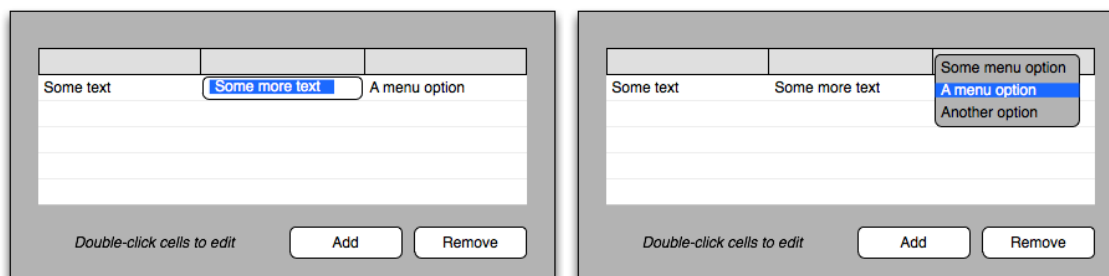 Some text Some more text A menu option
Double-click cells to edit Add Remove
Some menu option
Some text Some more text A menu option
Another option
Double-click cells to edit Add Remove